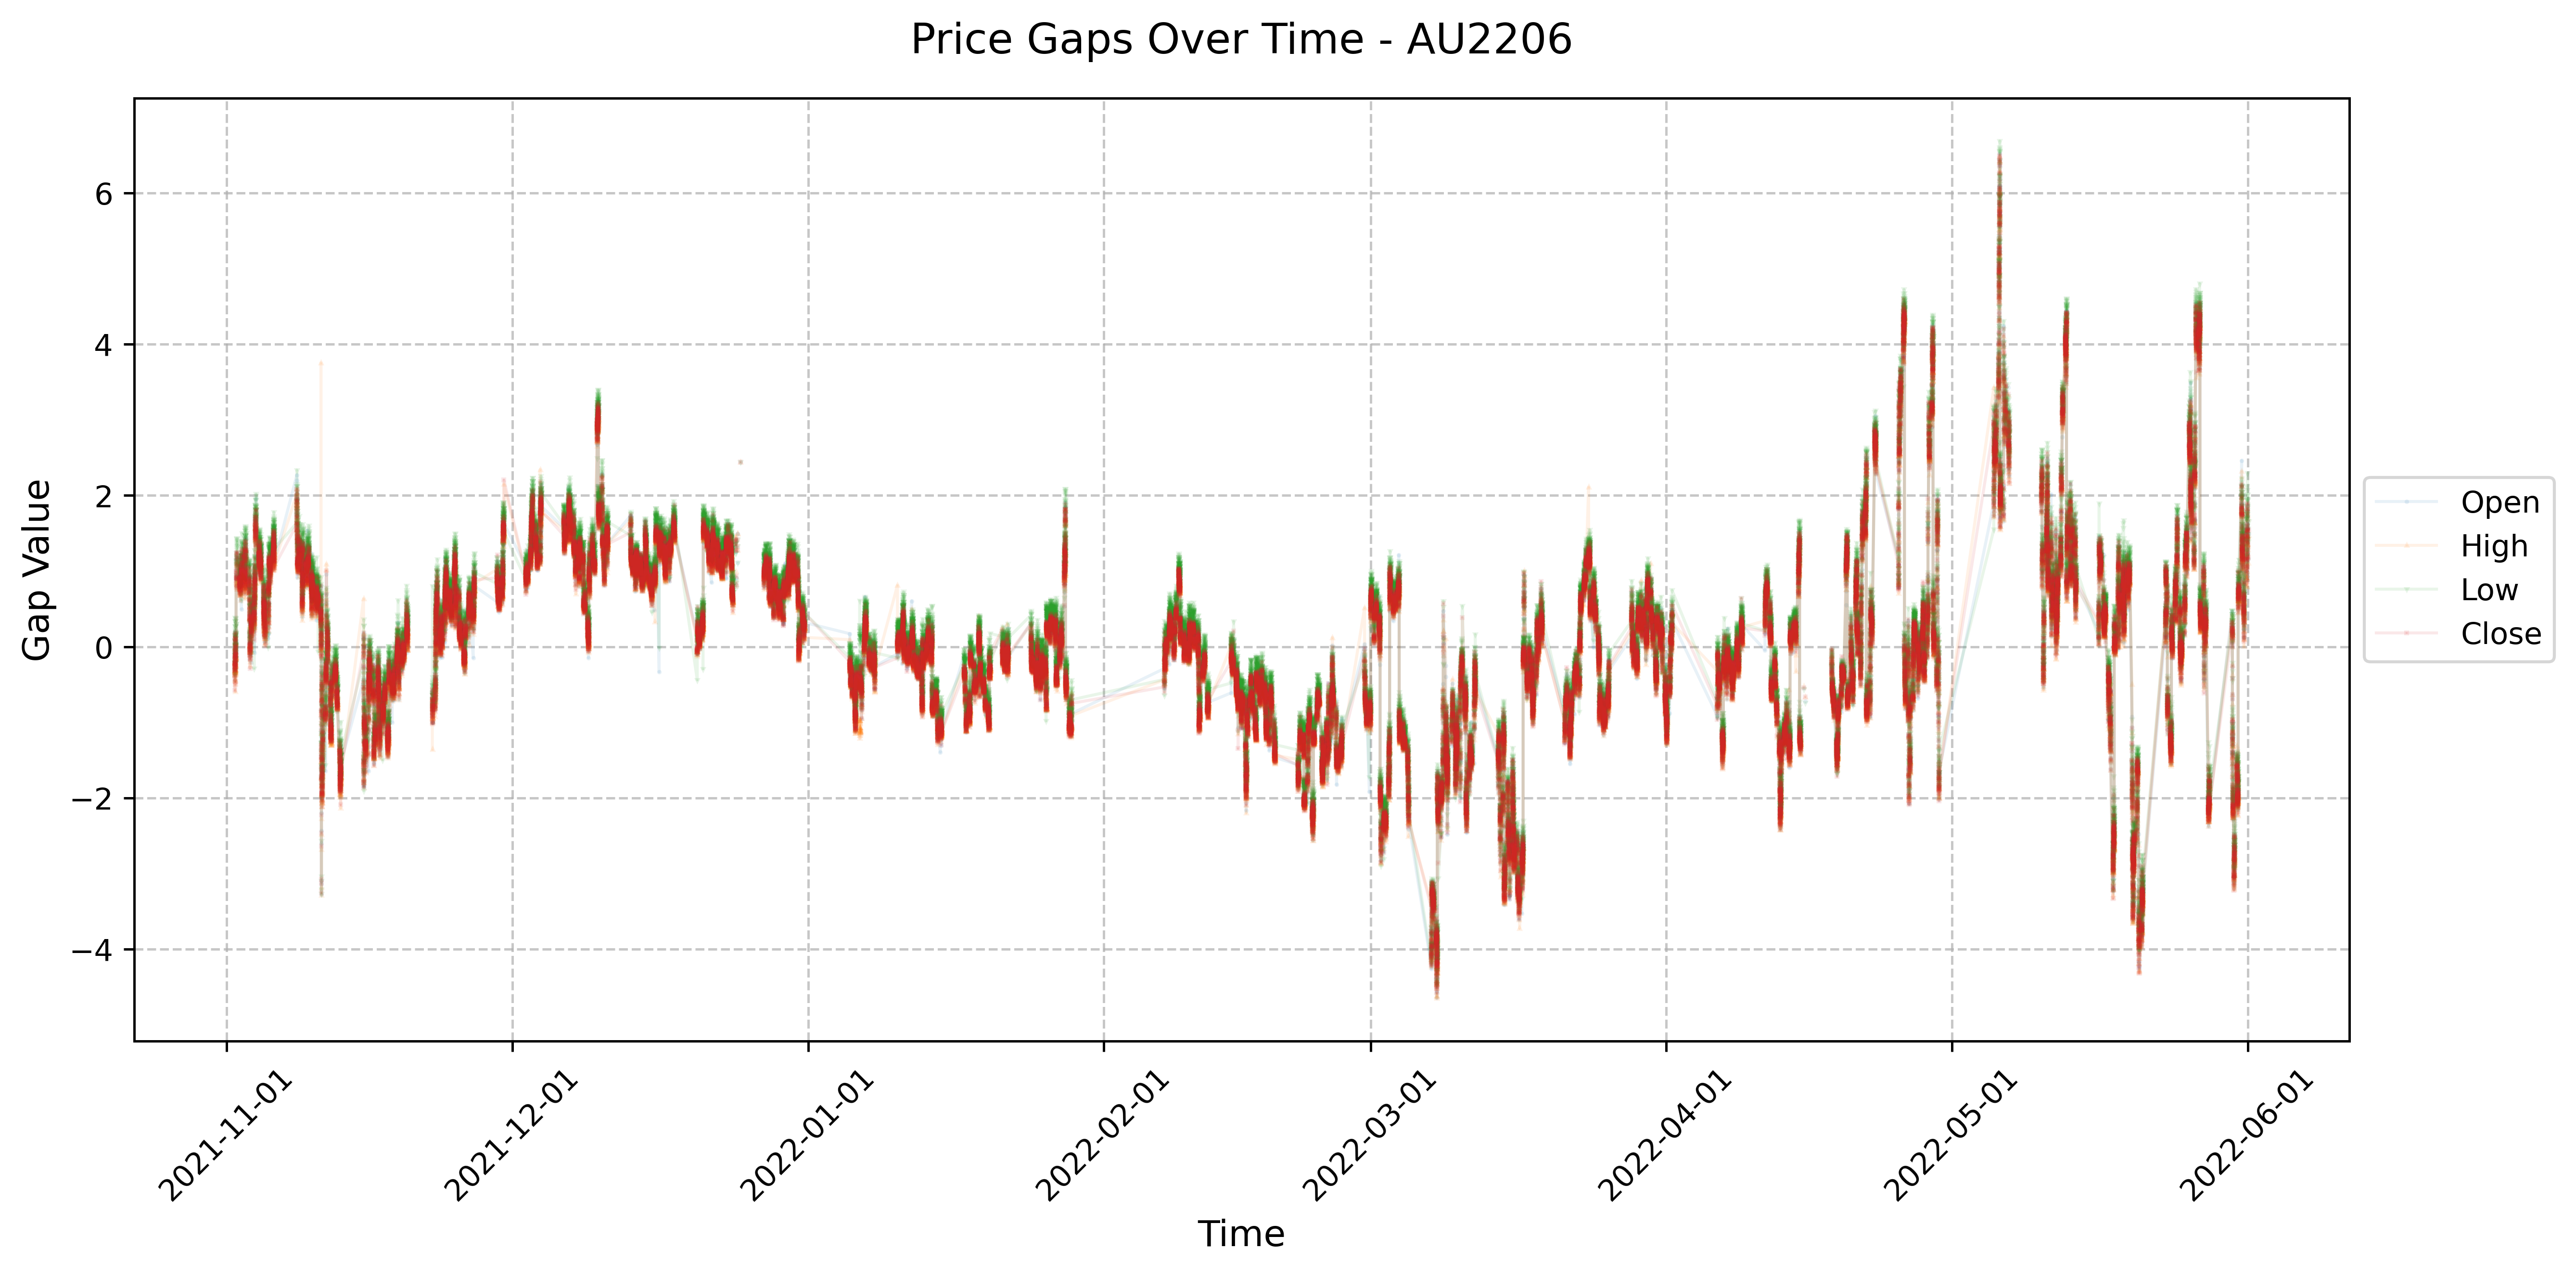 Price Gaps Over Time - AU2206
Gap Value
6
4
2
0
−2
−4
Open
High
Low
Close
2021-11-01
2021-12-01
2022-01-01
2022-02-01
2022-03-01
2022-04-01
2022-05-01
2022-06-01
Time